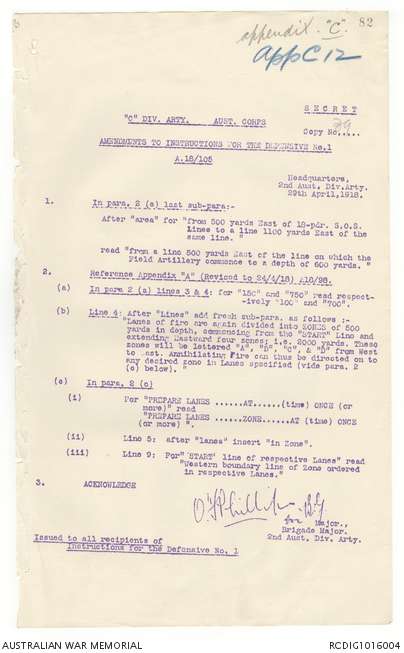 appendix "C" 82
App C 12
SECRET
"C" DIV. ARTY. AUST. CORPS
Copy No. 29
AMENDMENTS TO INSTRUCTIONS FOR THE DEFENSIVE No.1
A.18/105
Headquarters,
2nd Aust. Div.Arty.
29th April, 1918.
1. In para. 2 (e) last sub-para:-
After "area" for "from 500 yards East of 18-pdr. S.O.S.
Lines to a line 1100 yards East of the
same line. "
read "from a line 500 yards East of the line on which the
Field Artillery commence to a depth of 600 yards. "
2. Reference Appendix "A" (Revised to 24/4/18) A18/98.
(a) In para 2 (a) lines 3 & 4: for "150" and "750" read respect-
-ively "100" and "700".
(b) Line 4: After "Lines" add fresh sub-para. as follows :-
"Lanes of fire are again divided into ZONES of 500
yards in depth, commencing from the "START" Line and
extending Eastward four zones; i.e. 2000 yards. These
zones will be lettered "A", "B", "C", & "D" from West
to East. Annihilating Fire can thus be directed on to
any desired zone in Lanes specified (vide para. 2
(c) below). "
(c) In para. 2 (c)
(i) For "PREPARE LANES ......AT......(time) ONCE (or
more)" read
"PREPARE LANES ......ZONE......AT (time) ONCE
(or more) ".
(ii) Line 5: after "lanes" insert "in Zone".
(iii) Line 9: For "START' line of respective Lanes" read
"Western boundary line of Zone ordered
in respective Lanes."
3. ACKNOWLEDGE
for Major.,
Brigade Major.
2nd Aust. Div. Arty.
Issued to all recipients of
Instructions for the Defensive No. 1
AUSTRALIAN WAR MEMORIAL RCDIG1016004